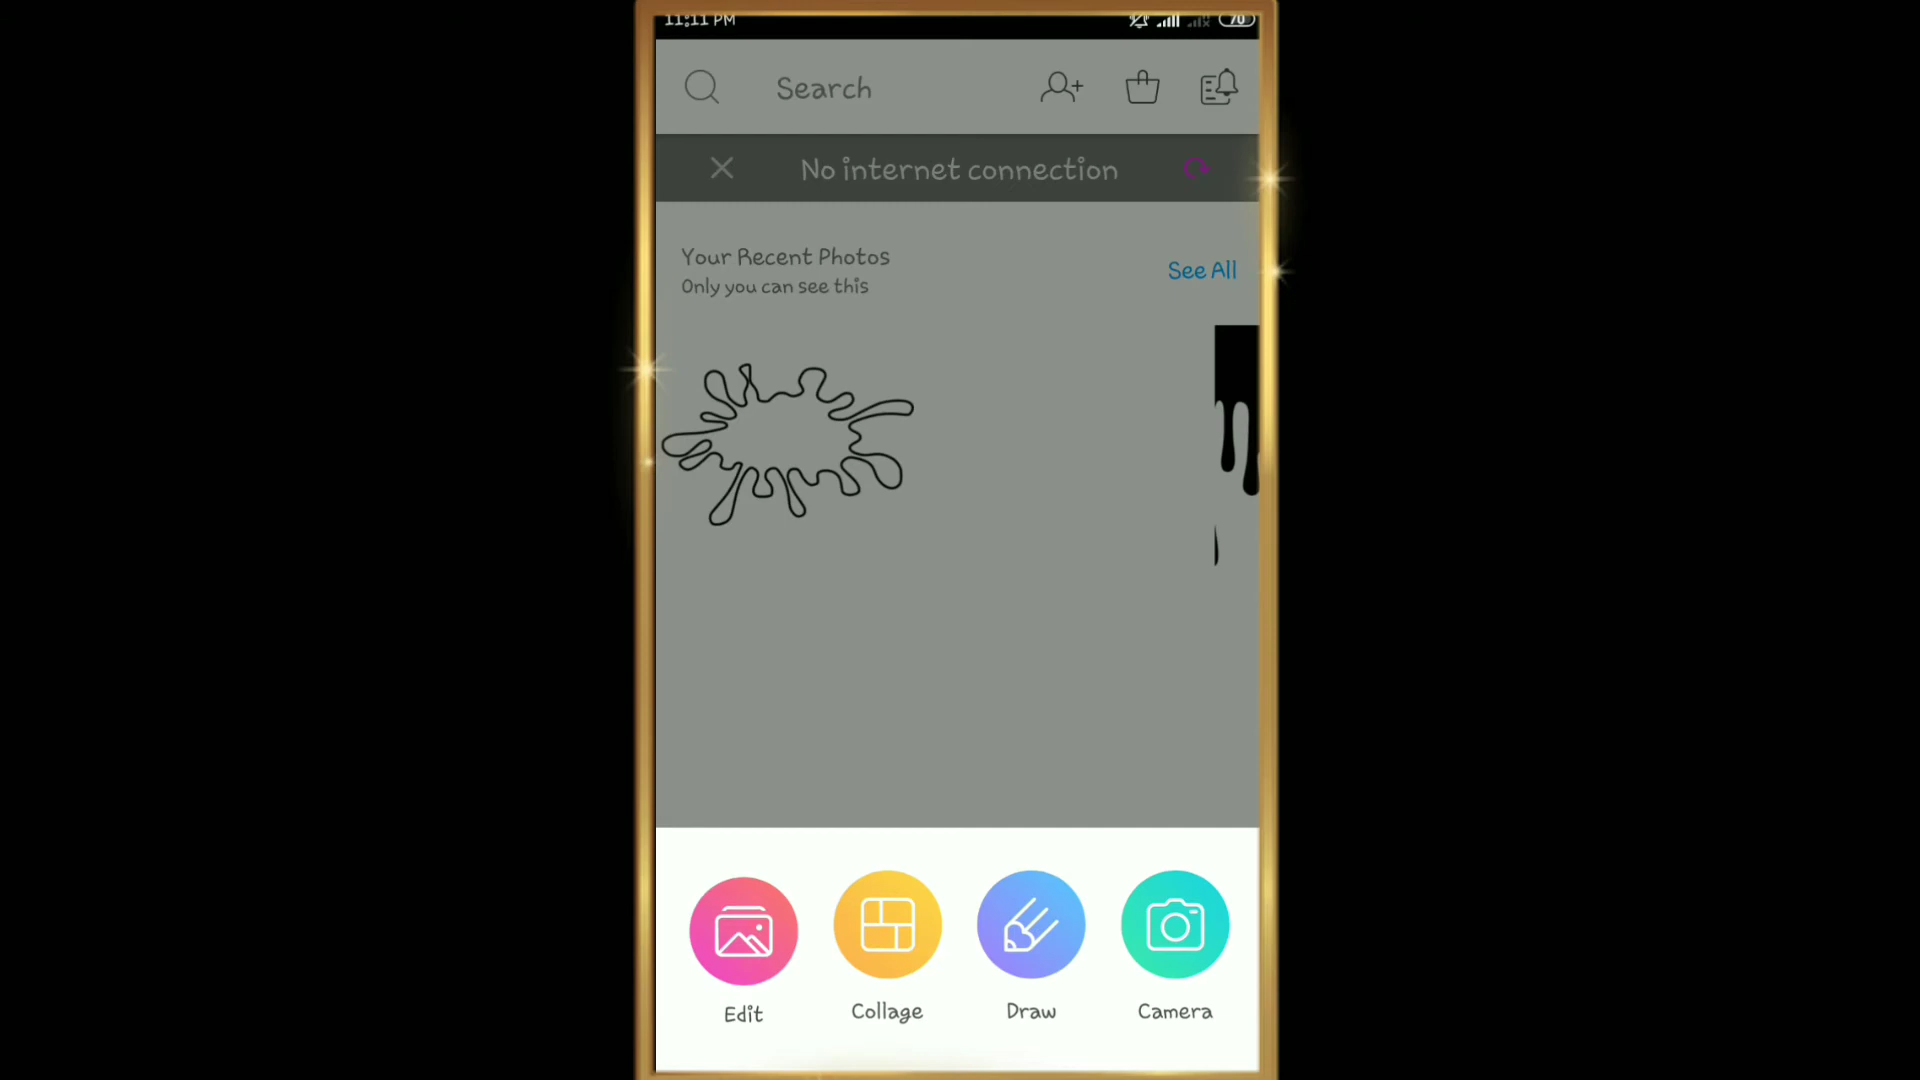 11:11 PM
70
Search
No internet connection
Your Recent Photos
Only you can see this
See All
Edit
Collage
Draw
Camera